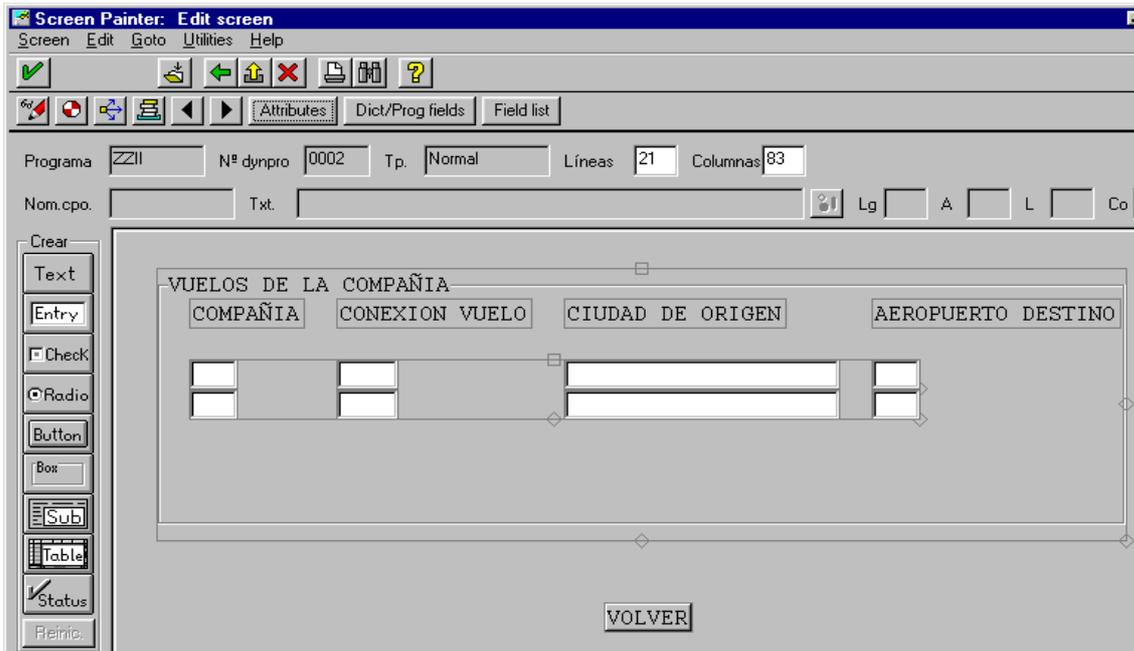 Screen Painter: Edit screen
Screen Edit Goto Utilities Help
Attributes Dict/Prog fields Field list
Programa ZZII Nº dynpro 0002 Tp. Normal Líneas 21 Columnas 83
Nom.cpo. Txt. Lg A L Co
Crear
Text
Entry
Check
Radio
Button
Box
Sub
Table
Status
Reinic.
VUELOS DE LA COMPAÑIA
COMPAÑIA CONEXION VUELO CIUDAD DE ORIGEN AEROPUERTO DESTINO
VOLVER